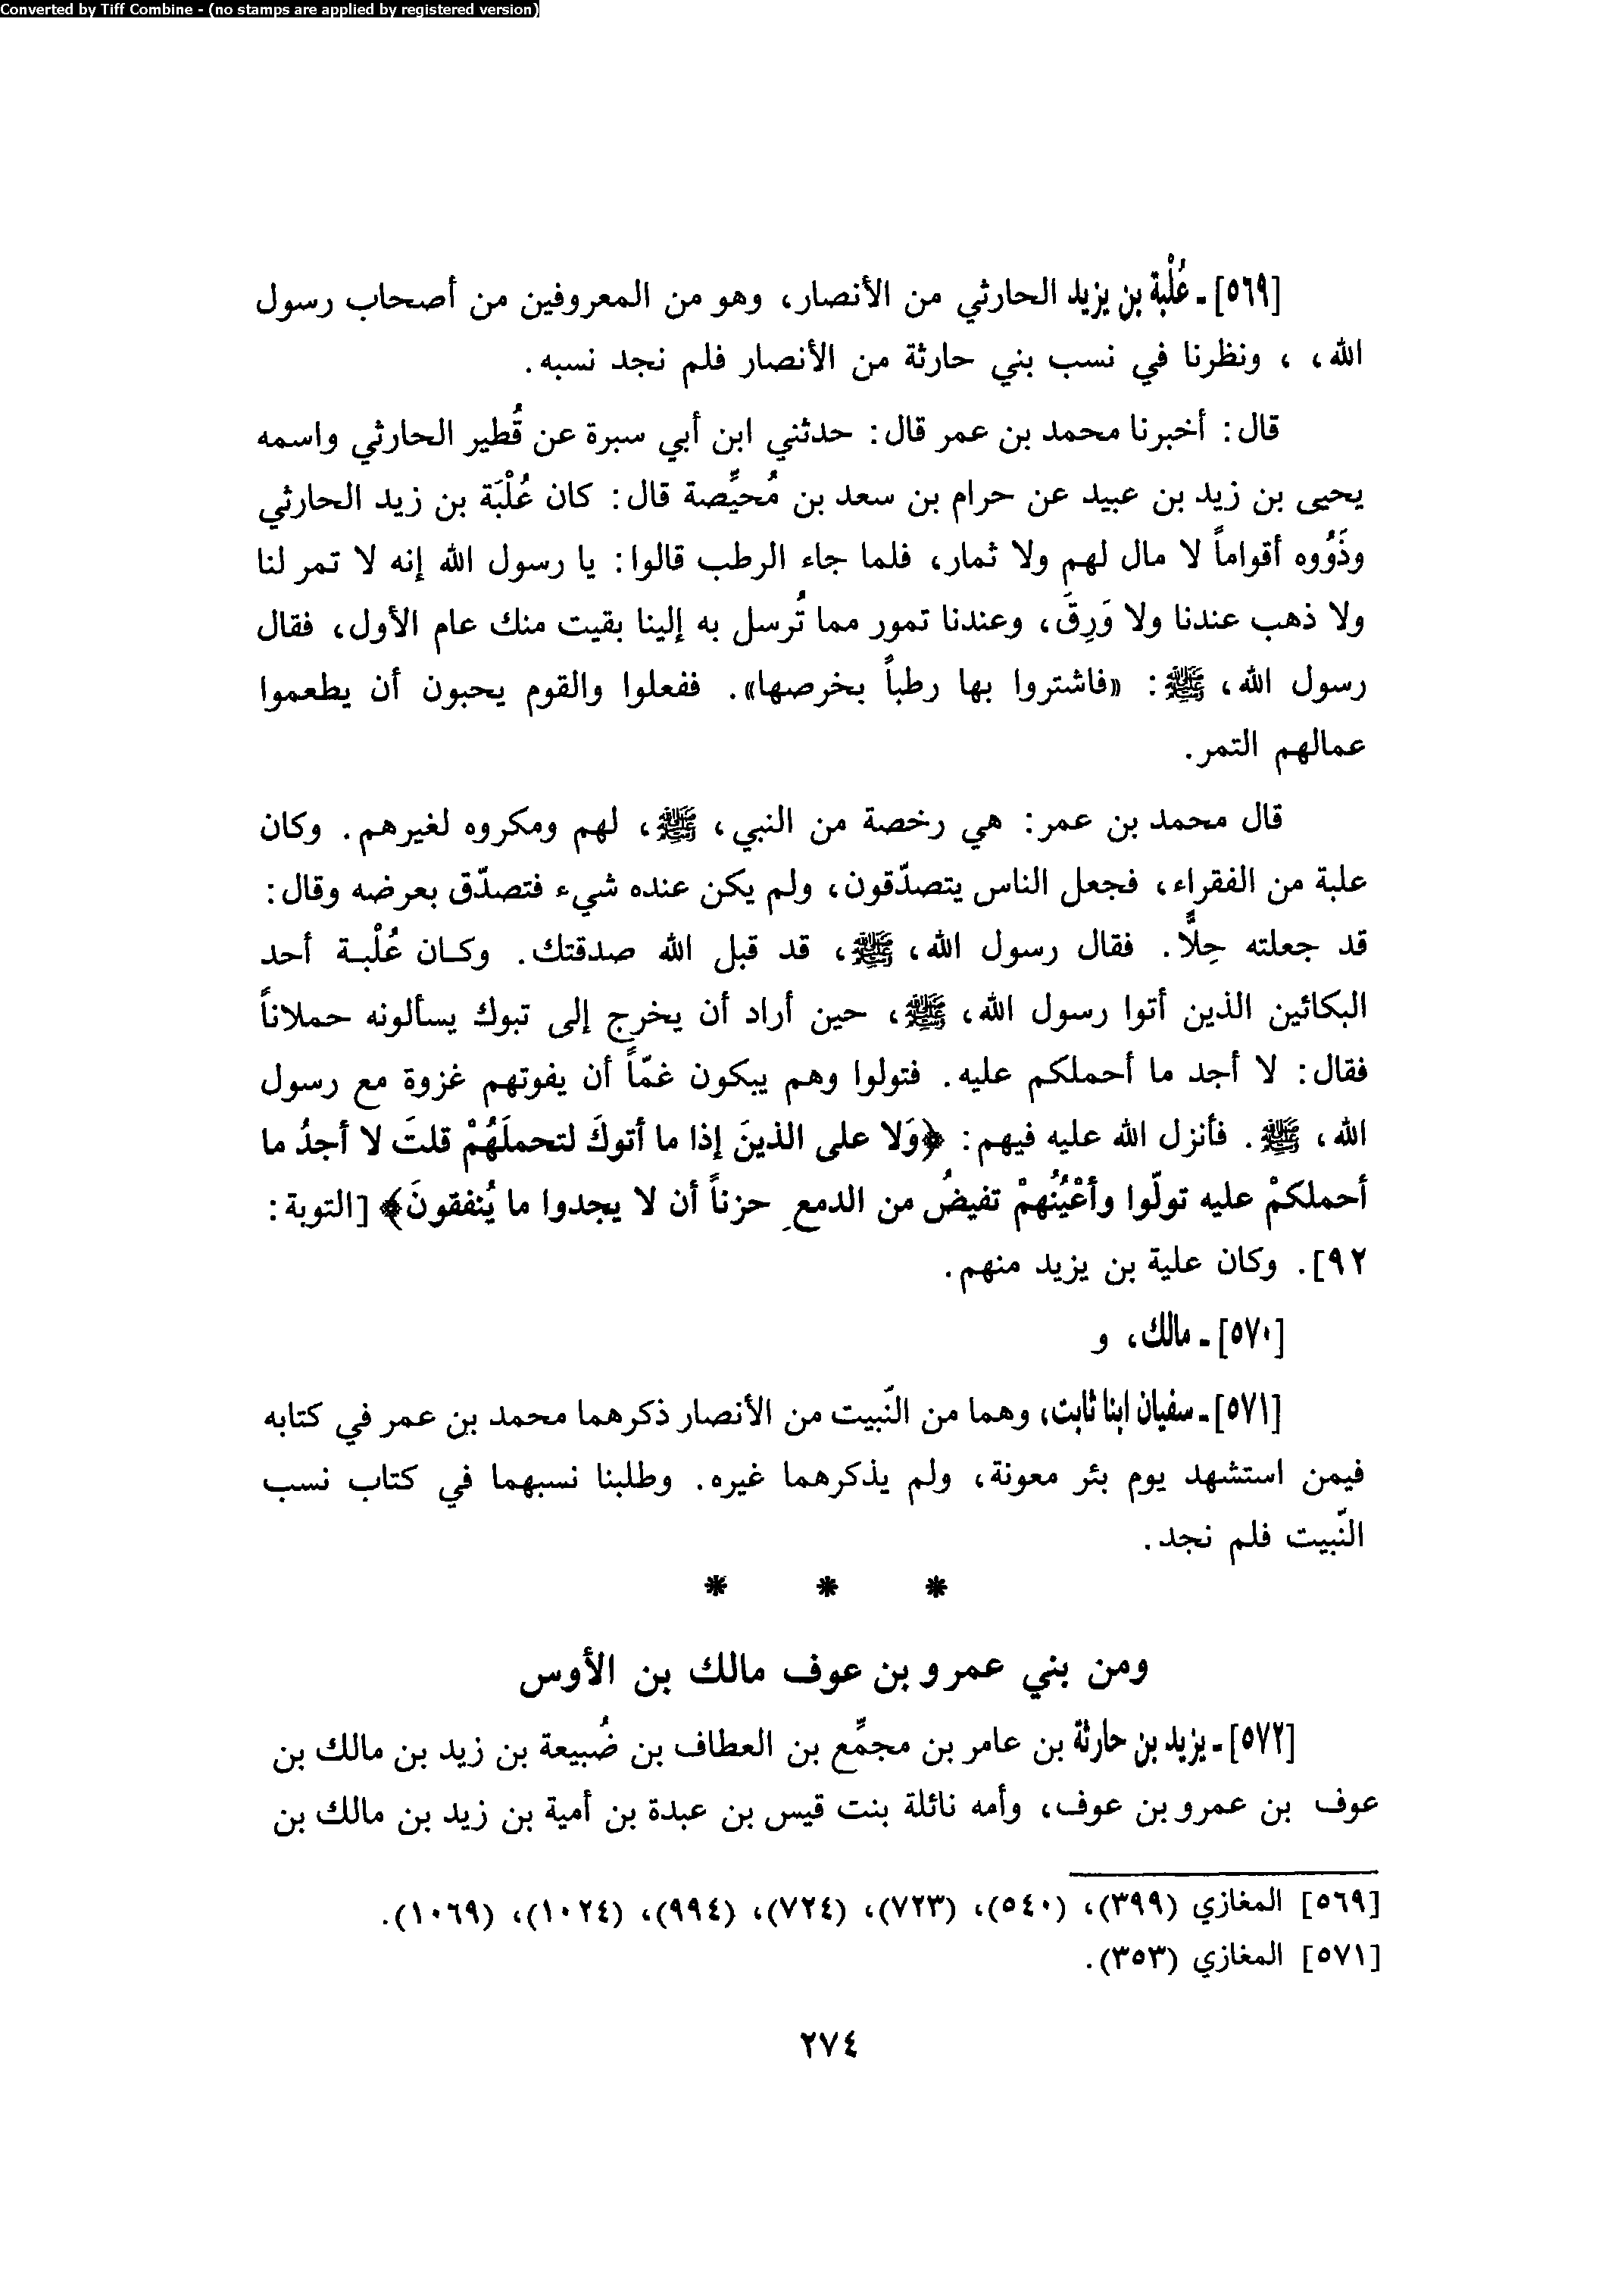 Converted by Tiff Combine - (no stamps are applied by registered version)
[٥٦٩] - عُلْبة بن يزيد الحارثي من الأنصار، وهو من المعروفين من أصحاب رسول
الله، ، ونظرنا في نسب بني حارثة من الأنصار فلم نجد نسبه.
قال: أخبرنا محمد بن عمر قال: حدثني ابن أبي سبرة عن قُطير الحارثي واسمه
يحيى بن زيد بن عبيد عن حرام بن سعد بن مُحيِّصة قال: كان عُلْبَة بن زيد الحارثي
وذَوُوه أقواماً لا مال لهم ولا ثمار، فلما جاء الرطب قالوا: يا رسول الله إنه لا تمر لنا
ولا ذهب عندنا ولا وَرِقَ، وعندنا تمور مما تُرسل به إلينا بقيت منك عام الأول، فقال
رسول الله، ﷺ: «فاشتروا بها رطباً بخرصها». ففعلوا والقوم يحبون أن يطعموا
عمالهم التمر.
قال محمد بن عمر: هي رخصة من النبي، ﷺ، لهم ومكروه لغيرهم. وكان
علبة من الفقراء، فجعل الناس يتصدّقون، ولم يكن عنده شيء فتصدّق بعرضه وقال:
قد جعلته حِلاًّ. فقال رسول الله، ﷺ، قد قبل الله صدقتك. وكان عُلْبة أحد
البكائين الذين أتوا رسول الله، ﷺ، حين أراد أن يخرج إلى تبوك يسألونه حملاناً
فقال: لا أجد ما أحملكم عليه. فتولوا وهم يبكون غمّاً أن يفوتهم غزوة مع رسول
الله، ﷺ. فأنزل الله عليه فيهم: ﴿وَلا على الذينَ إذا ما أتوكَ لتحملَهُمْ قلتَ لا أجدُ ما
أحملكمْ عليه تولّوا وأعْيُنُهمْ تفيضُ من الدمعِ حزناً أن لا يجدوا ما يُنفقونَ﴾ [التوبة:
٩٢]. وكان علية بن يزيد منهم.
[٥٧٠] - مالك، و
[٥٧١] - سفيان ابنا ثابت، وهما من النّبيت من الأنصار ذكرهما محمد بن عمر في كتابه
فيمن استشهد يوم بئر معونة، ولم يذكرهما غيره. وطلبنا نسبهما في كتاب نسب
النّبيت فلم نجد.
* * *
ومن بني عمرو بن عوف مالك بن الأوس
[٥٧٢] - يزيد بن حارثة بن عامر بن مجمِّع بن العطاف بن ضُبيعة بن زيد بن مالك بن
عوف بن عمرو بن عوف، وأمه نائلة بنت قيس بن عبدة بن أمية بن زيد بن مالك بن
[٥٦٩] المغازي (٣٩٩)، (٥٤٠)، (٧٢٣)، (٧٢٤)، (٩٩٤)، (١٠٢٤)، (١٠٦٩).
[٥٧١] المغازي (٣٥٣).
٢٧٤